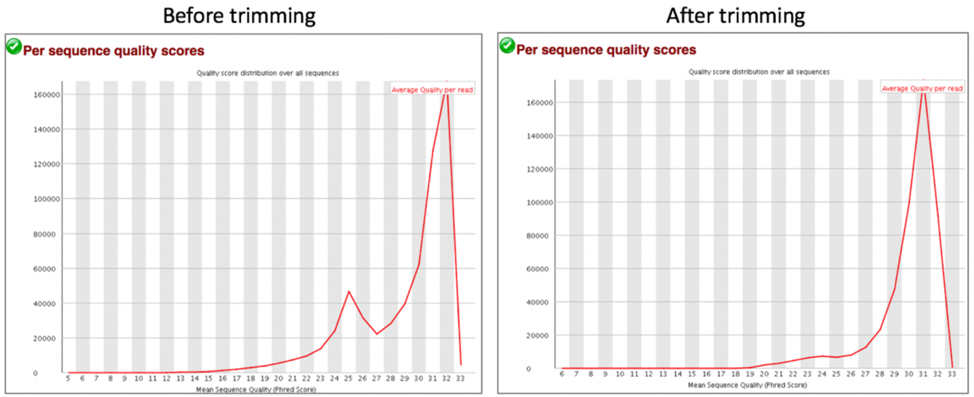 Before trimming
After trimming
Per sequence quality scores
Quality score distribution over all sequences
Average Quality per read
160000
140000
120000
100000
80000
60000
40000
20000
0
5 6 7 8 9 10 11 12 13 14 15 16 17 18 19 20 21 22 23 24 25 26 27 28 29 30 31 32 33
Mean Sequence Quality (Phred Score)
Per sequence quality scores
Quality score distribution over all sequences
Average Quality per read
160000
140000
120000
100000
80000
60000
40000
20000
0
6 7 8 9 10 11 12 13 14 15 16 17 18 19 20 21 22 23 24 25 26 27 28 29 30 31 32 33
Mean Sequence Quality (Phred Score)